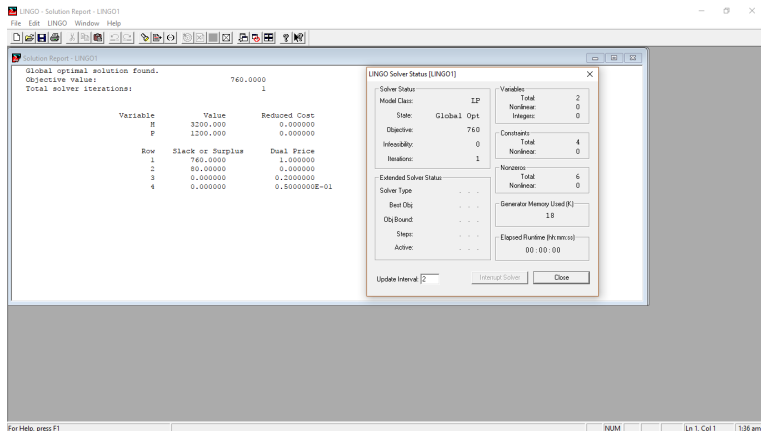 LINGO - Solution Report - LINGO1
File Edit LINGO Window Help
Solution Report - LINGO1
Global optimal solution found.
Objective value: 760.0000
Total solver iterations: 1
Variable Value Reduced Cost
H 3200.000 0.000000
P 1200.000 0.000000
Row Slack or Surplus Dual Price
1 760.0000 1.000000
2 80.00000 0.000000
3 0.000000 0.2000000
4 0.000000 0.5000000E-01
LINGO Solver Status [LINGO1]
Solver Status
Model Class: LP
State: Global Opt
Objective: 760
Infeasibility: 0
Iterations: 1
Extended Solver Status
Solver Type . . .
Best Obj: . . .
Obj Bound: . . .
Steps: . . .
Active: . . .
Variables
Total: 2
Nonlinear: 0
Integers: 0
Constraints
Total: 4
Nonlinear: 0
Nonzeros
Total: 6
Nonlinear: 0
Generator Memory Used (K)
18
Elapsed Runtime (hh:mm:ss)
00:00:00
Update Interval: 2
Interrupt Solver
Close
For Help, press F1
NUM
Ln 1, Col 1
1:36 am